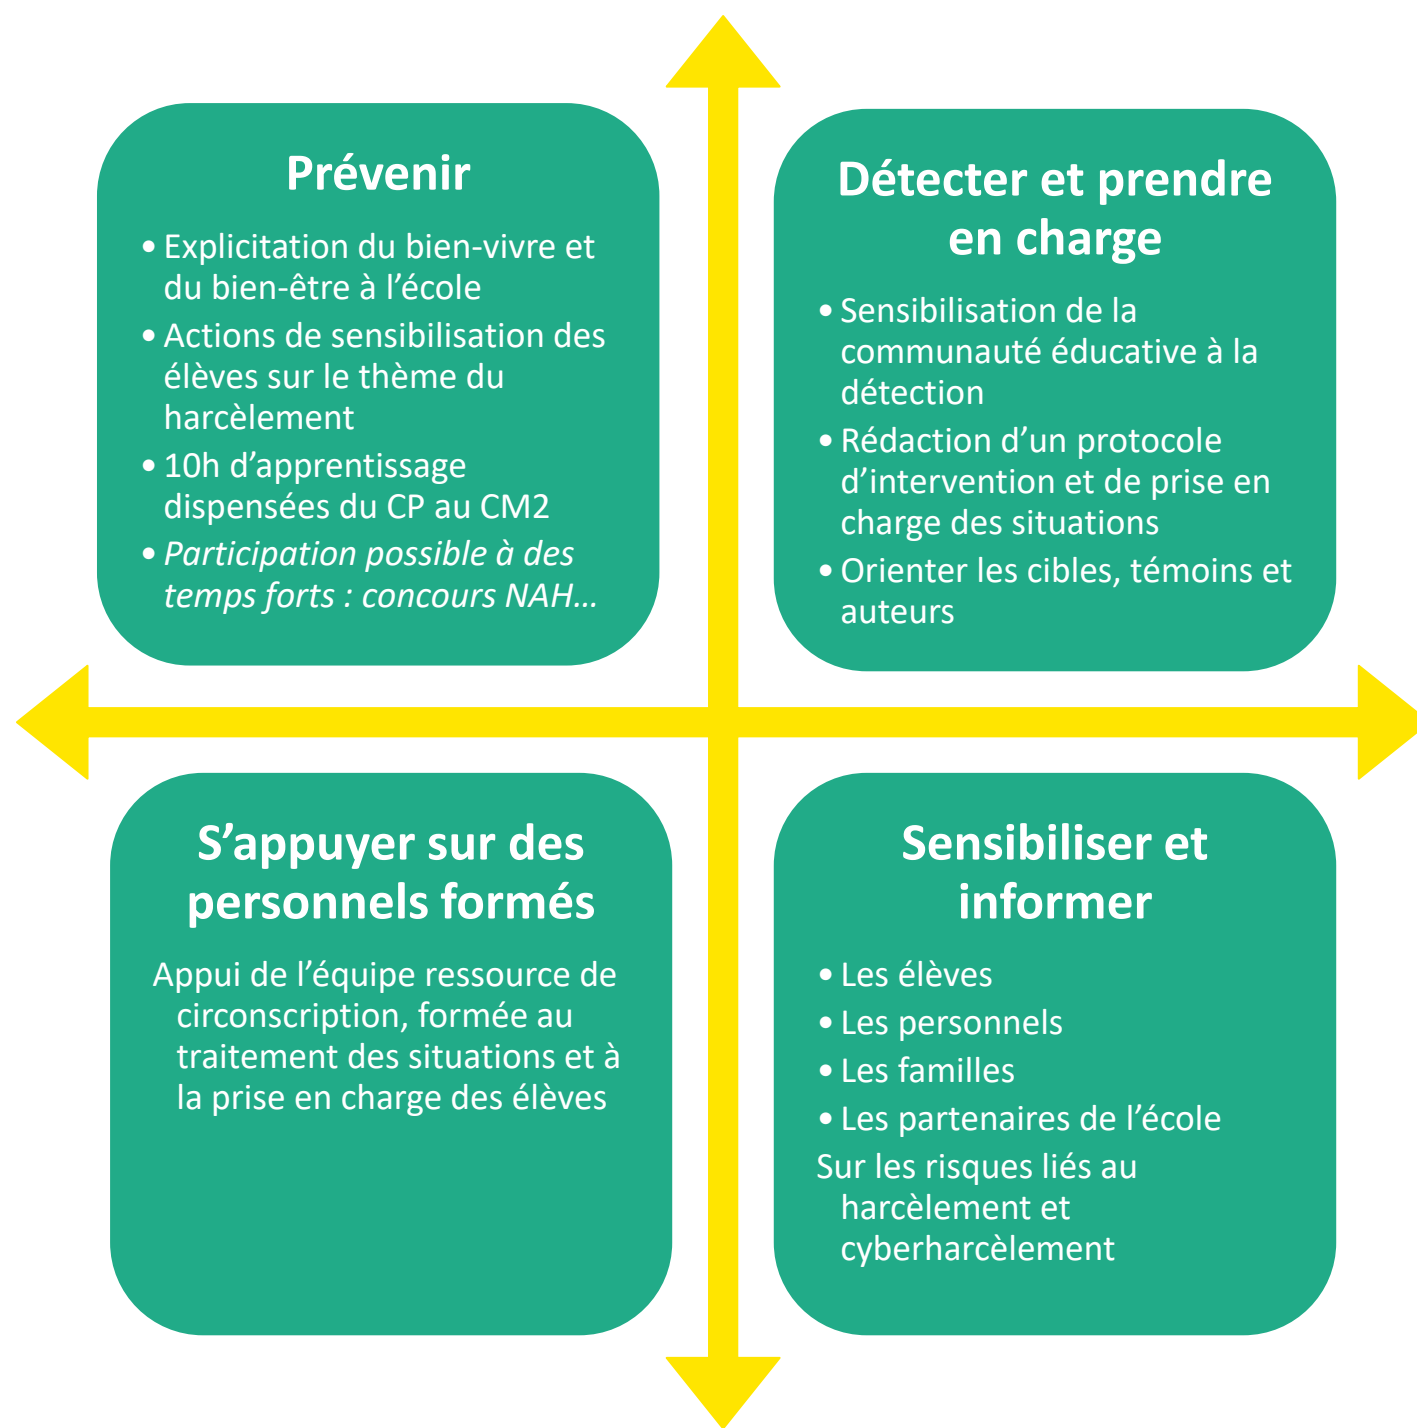 Prévenir
• Explicitation du bien-vivre et
du bien-être à l’école
• Actions de sensibilisation des
élèves sur le thème du
harcèlement
• 10h d’apprentissage
dispensées du CP au CM2
• Participation possible à des
temps forts : concours NAH…
Détecter et prendre
en charge
• Sensibilisation de la
communauté éducative à la
détection
• Rédaction d’un protocole
d’intervention et de prise en
charge des situations
• Orienter les cibles, témoins et
auteurs
S’appuyer sur des
personnels formés
Appui de l’équipe ressource de
circonscription, formée au
traitement des situations et à
la prise en charge des élèves
Sensibiliser et
informer
• Les élèves
• Les personnels
• Les familles
• Les partenaires de l’école
Sur les risques liés au
harcèlement et
cyberharcèlement